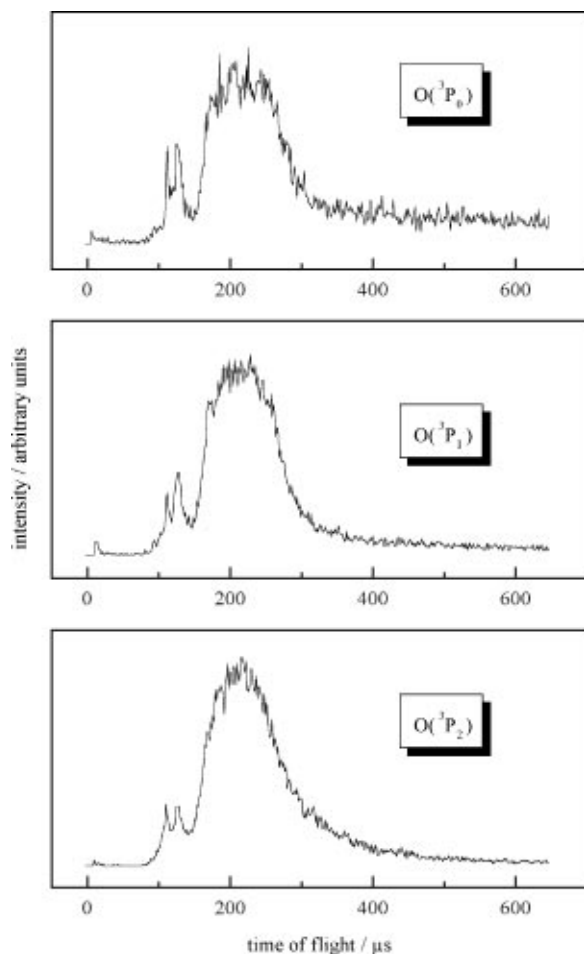 O(³P₀)
0 200 400 600
O(³P₁)
0 200 400 600
O(³P₂)
0 200 400 600
intensity / arbitrary units
time of flight / μs